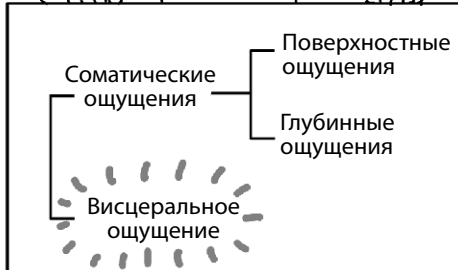 Соматические
ощущения
Поверхностные
ощущения
Глубинные
ощущения
Висцеральное
ощущение